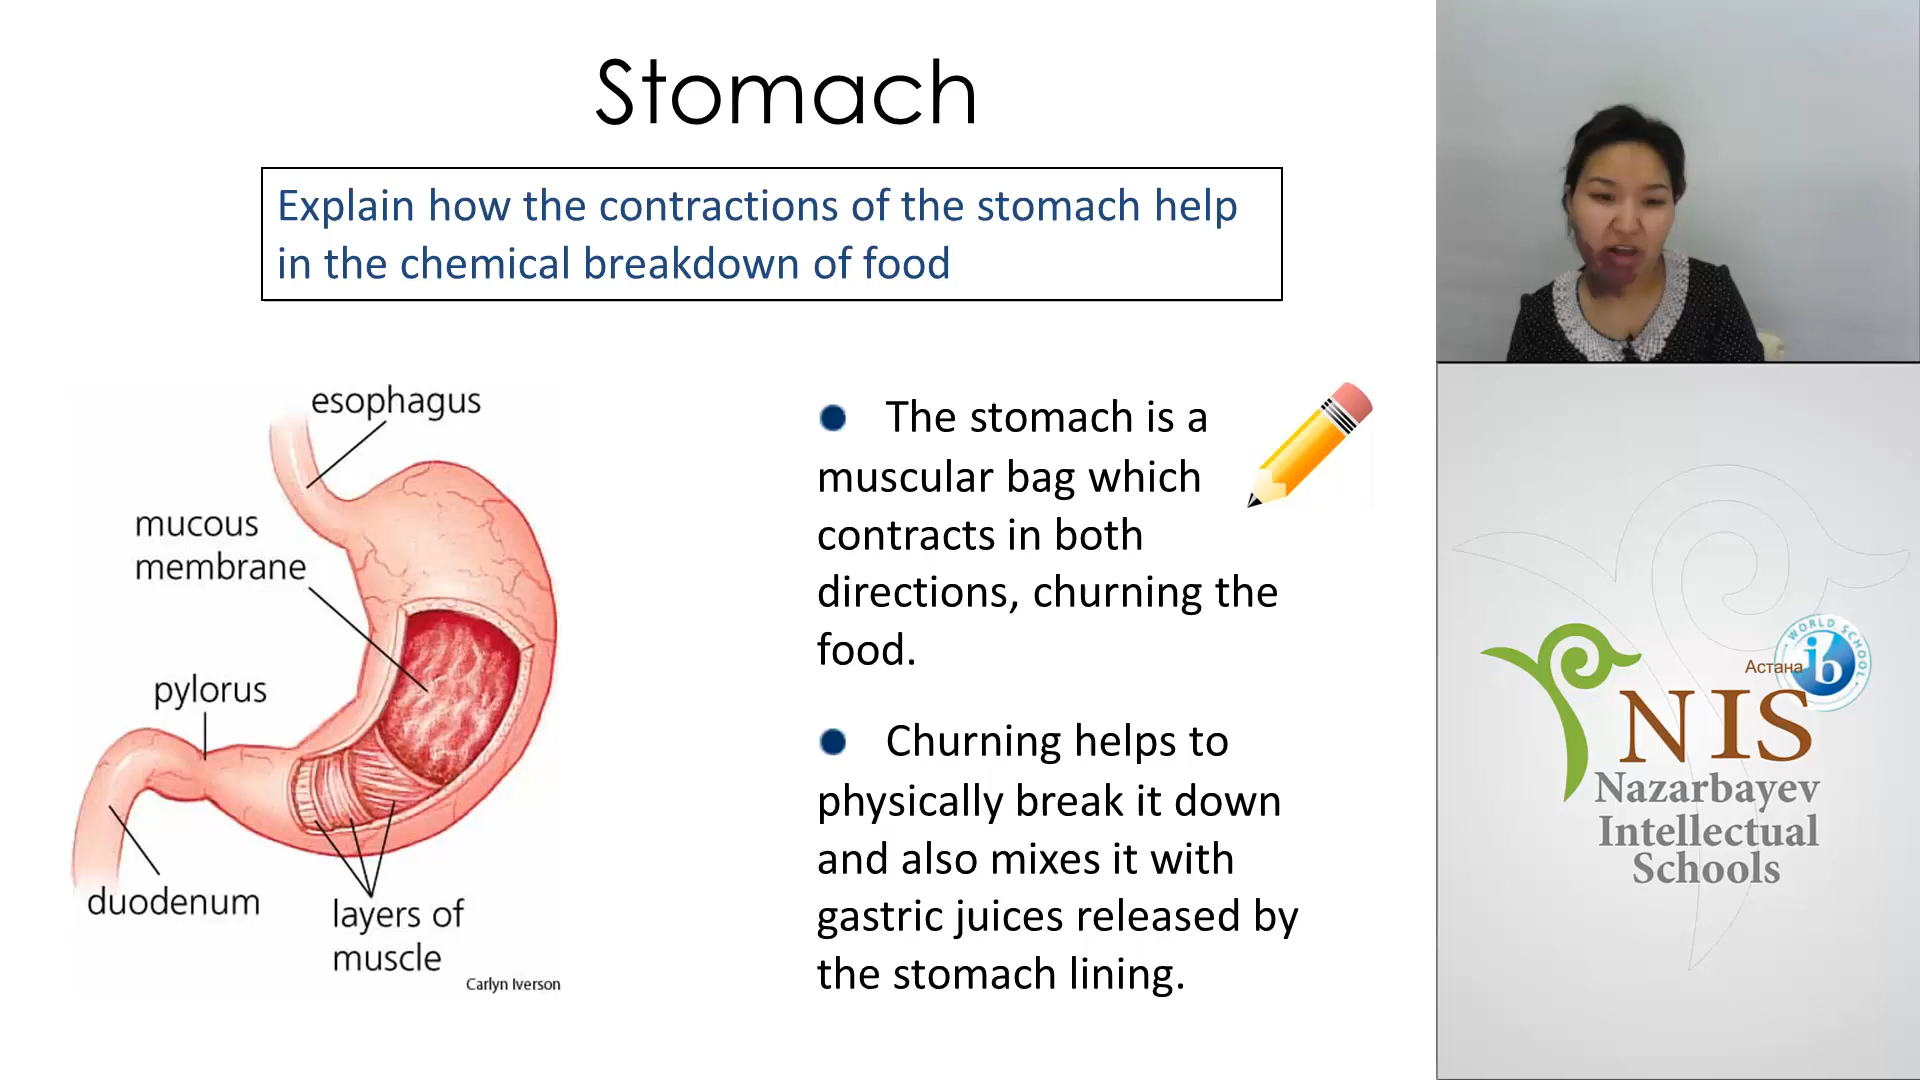 Stomach
Explain how the contractions of the stomach help
in the chemical breakdown of food
esophagus
mucous
membrane
pylorus
duodenum
layers of
muscle
Carlyn Iverson
The stomach is a
muscular bag which
contracts in both
directions, churning the
food.
Churning helps to
physically break it down
and also mixes it with
gastric juices released by
the stomach lining.
WORLD SCHOOL
ib
Астана
NIS
Nazarbayev
Intellectual
Schools